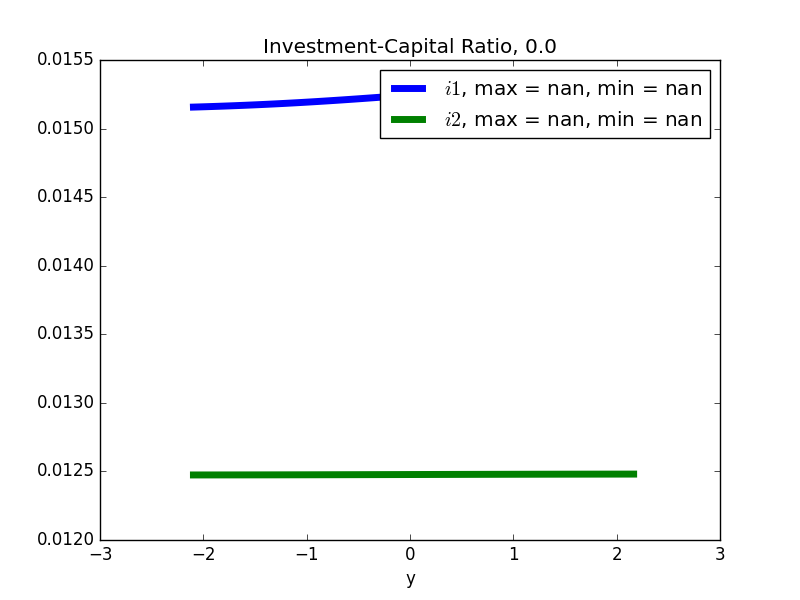 Investment-Capital Ratio, 0.0
0.0155
0.0150
0.0145
0.0140
0.0135
0.0130
0.0125
0.0120
i1, max = nan, min = nan
i2, max = nan, min = nan
−3 −2 −1 0 1 2 3
y